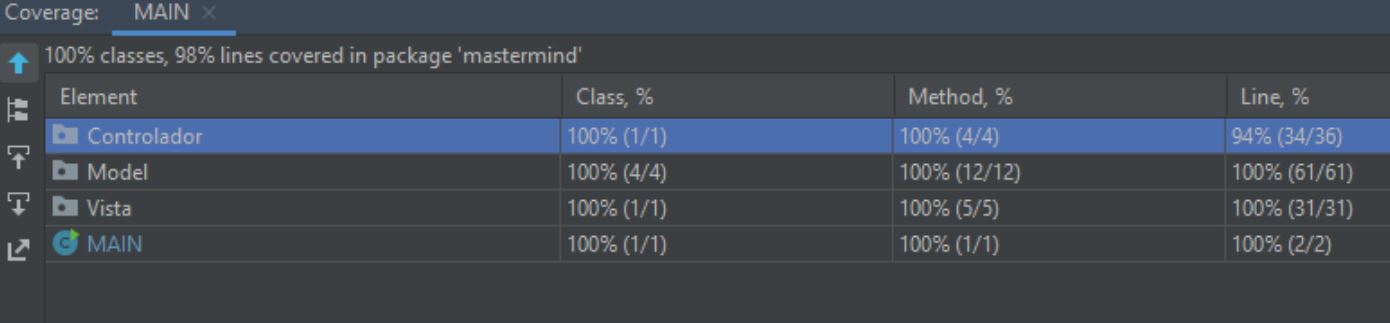 Coverage: MAIN ×
100% classes, 98% lines covered in package 'mastermind'
Element Class, % Method, % Line, %
Controlador 100% (1/1) 100% (4/4) 94% (34/36)
Model 100% (4/4) 100% (12/12) 100% (61/61)
Vista 100% (1/1) 100% (5/5) 100% (31/31)
C MAIN 100% (1/1) 100% (1/1) 100% (2/2)